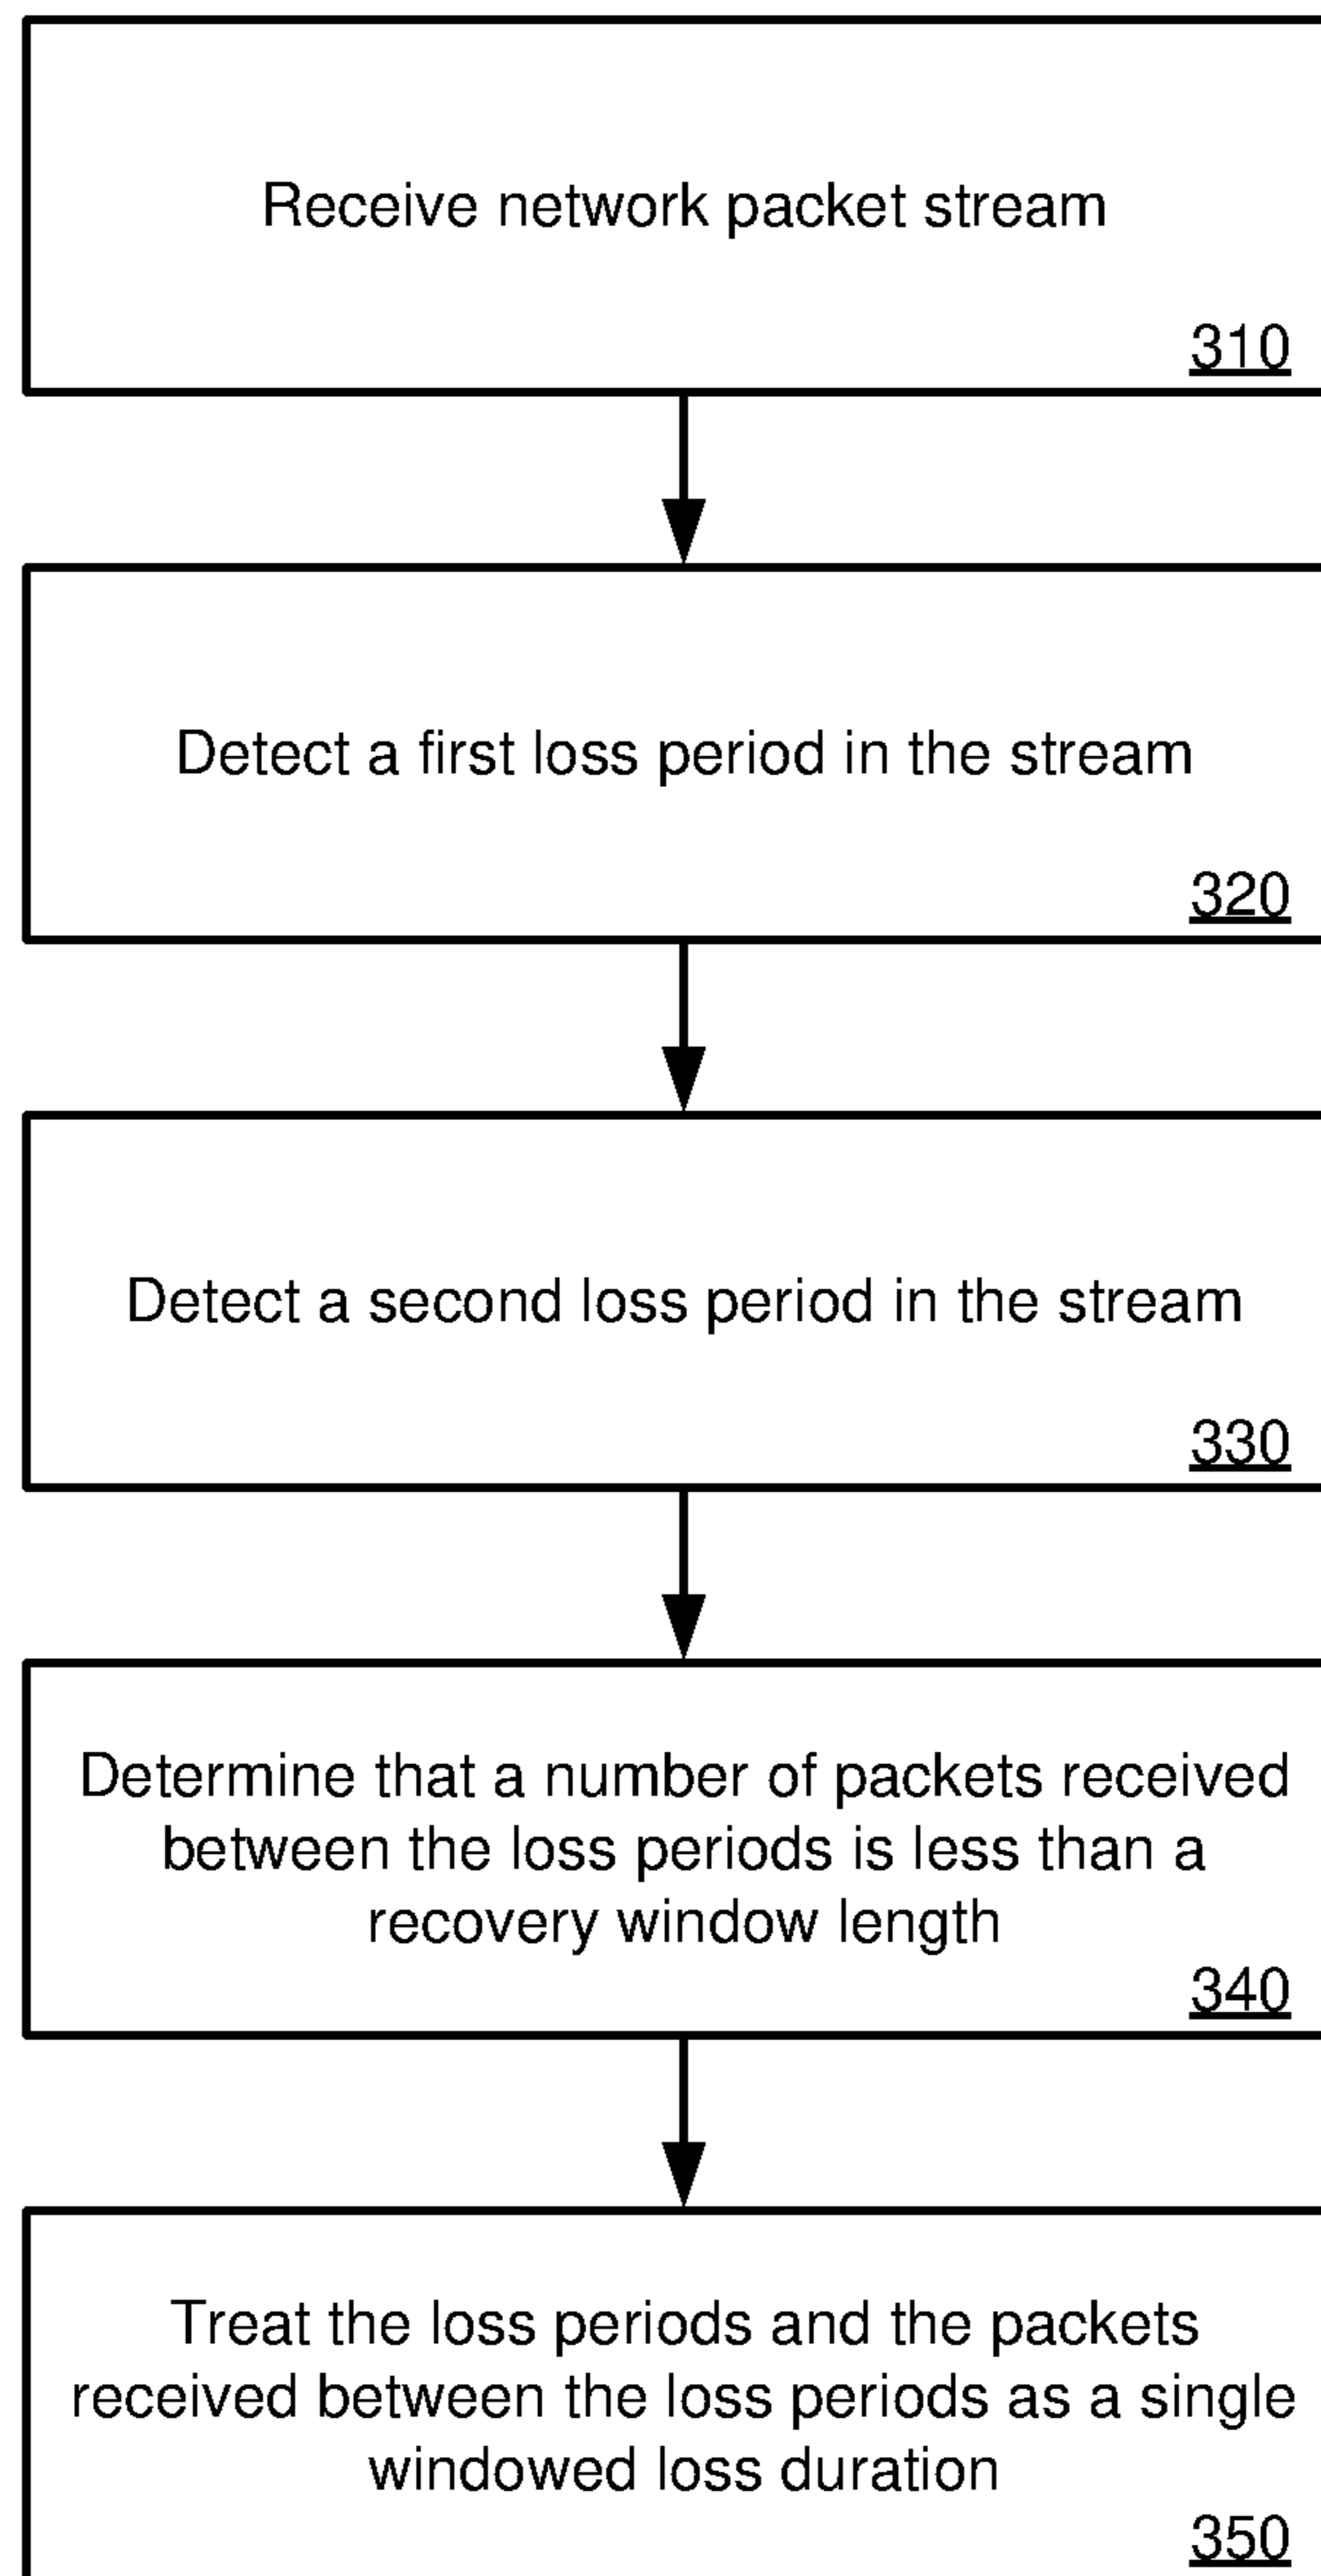 Receive network packet stream
310
Detect a first loss period in the stream
320
Detect a second loss period in the stream
330
Determine that a number of packets received
between the loss periods is less than a
recovery window length
340
Treat the loss periods and the packets
received between the loss periods as a single
windowed loss duration
350